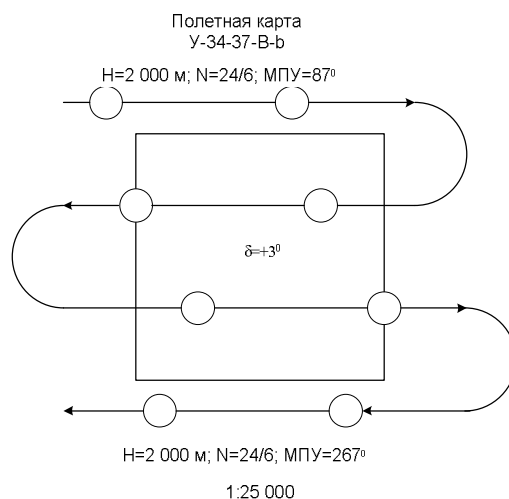 Полетная карта
У-34-37-В-b
Н=2 000 м; N=24/6; МПУ=87⁰
δ=+3⁰
Н=2 000 м; N=24/6; МПУ=267⁰
1:25 000